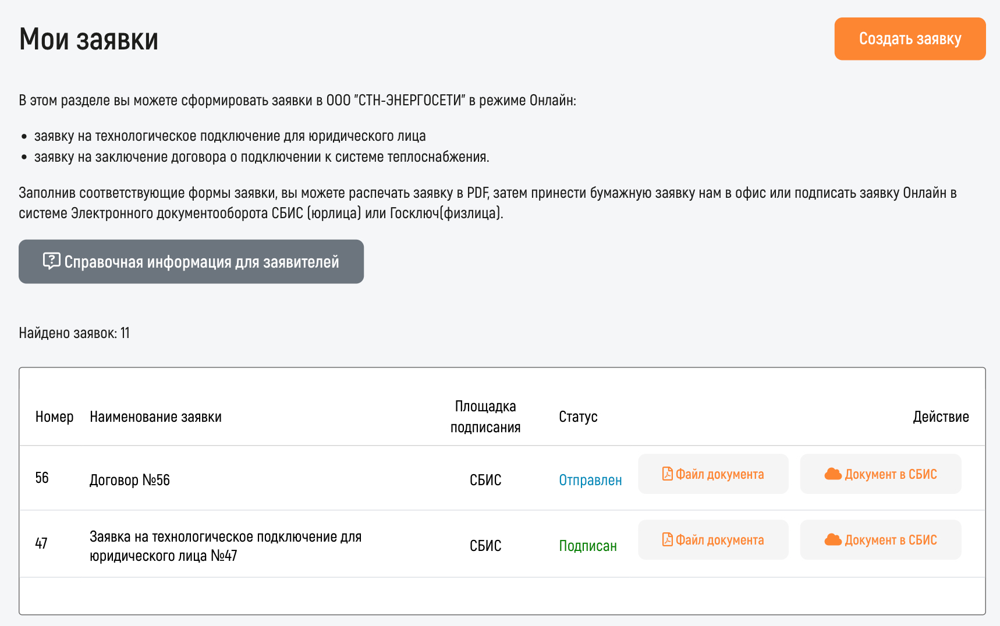 Мои заявки
Создать заявку
В этом разделе вы можете сформировать заявки в ООО "СТН-ЭНЕРГОСЕТИ" в режиме Онлайн:
• заявку на технологическое подключение для юридического лица
• заявку на заключение договора о подключении к системе теплоснабжения.
Заполнив соответствующие формы заявки, вы можете распечать заявку в PDF, затем принести бумажную заявку нам в офис или подписать заявку Онлайн в
системе Электронного документооборота СБИС (юрлица) или Госключ(физлица).
Справочная информация для заявителей
Найдено заявок: 11
Номер Наименование заявки Площадка подписания Статус Действие
56 Договор №56 СБИС Отправлен Файл документа Документ в СБИС
47 Заявка на технологическое подключение для
юридического лица №47 СБИС Подписан Файл документа Документ в СБИС